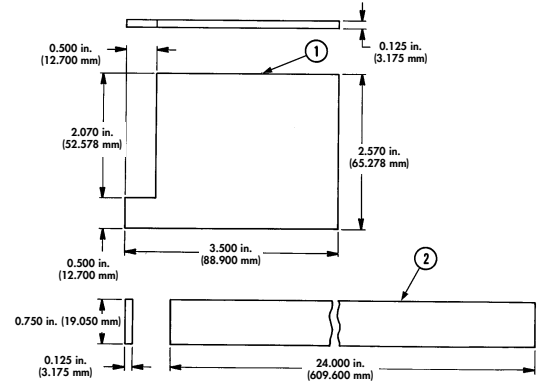 0.500 in.
(12.700 mm)
1
0.125 in.
(3.175 mm)
2.070 in.
(52.578 mm)
2.570 in.
(65.278 mm)
3.500 in.
(88.900 mm)
0.500 in.
(12.700 mm)
2
0.750 in. (19.050 mm)
0.125 in.
(3.175 mm)
24.000 in.
(609.600 mm)